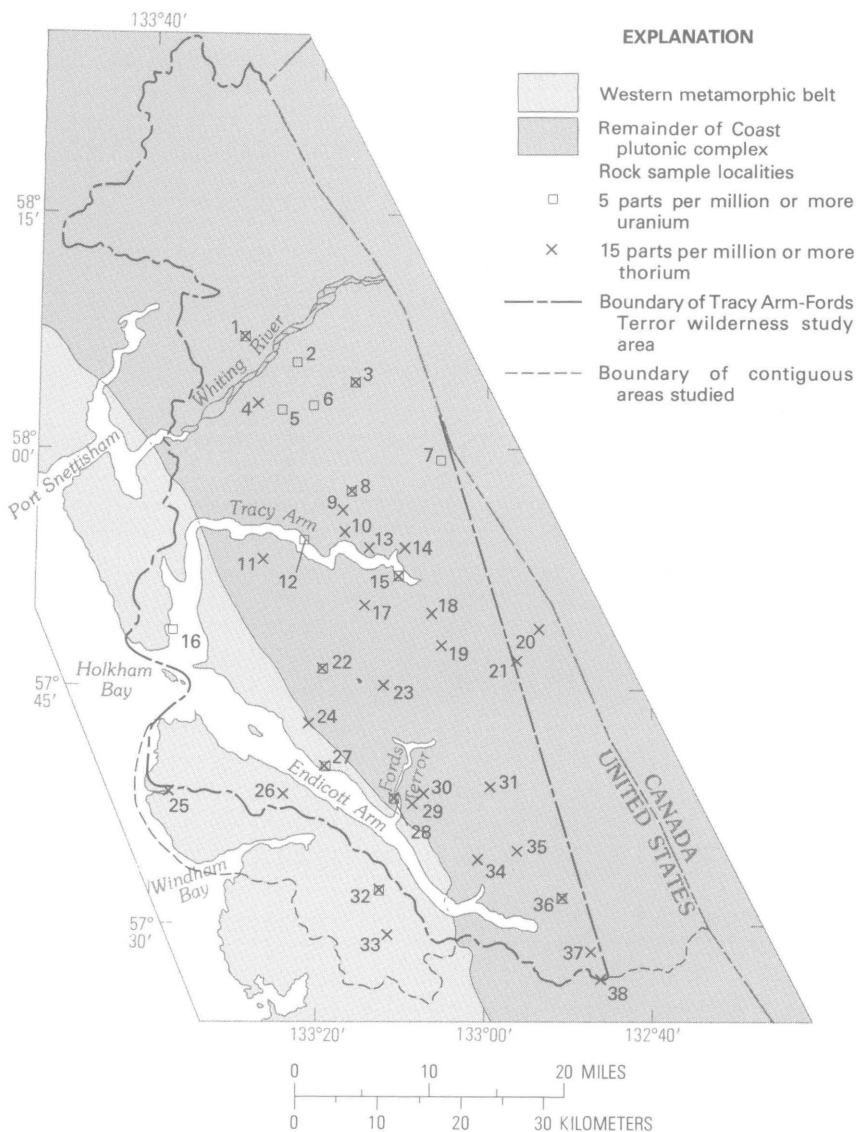 133°40′
EXPLANATION
Western metamorphic belt
Remainder of Coast
plutonic complex
Rock sample localities
5 parts per million or more
uranium
15 parts per million or more
thorium
Boundary of Tracy Arm-Fords
Terror wilderness study
area
Boundary of contiguous
areas studied
58°
15′
1
Whiting River
2
3
4
5
6
58°
00′
7
Port Snettisham
8
9
Tracy Arm
10
13
14
11
12
15
17
18
16
19
20
21
Holkham
Bay
22
57°
45′
23
24
27
Fords
Terror
CANADA
UNITED STATES
Endicott Arm
30
31
25
26
29
28
35
34
Windham
Bay
32
36
57°
30′
33
37
38
133°20′
133°00′
132°40′
0
10
20 MILES
0
10
20
30 KILOMETERS